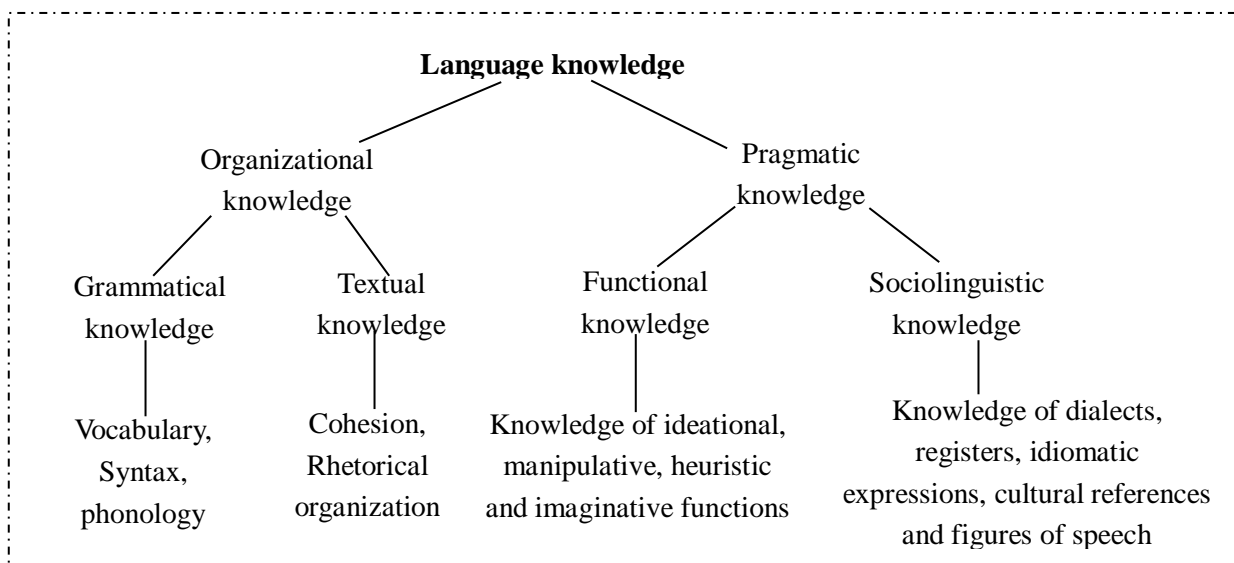 Language knowledge
Organizational
knowledge
Pragmatic
knowledge
Grammatical
knowledge
Textual
knowledge
Functional
knowledge
Sociolinguistic
knowledge
Vocabulary,
Syntax,
phonology
Cohesion,
Rhetorical
organization
Knowledge of ideational,
manipulative, heuristic
and imaginative functions
Knowledge of dialects,
registers, idiomatic
expressions, cultural references
and figures of speech